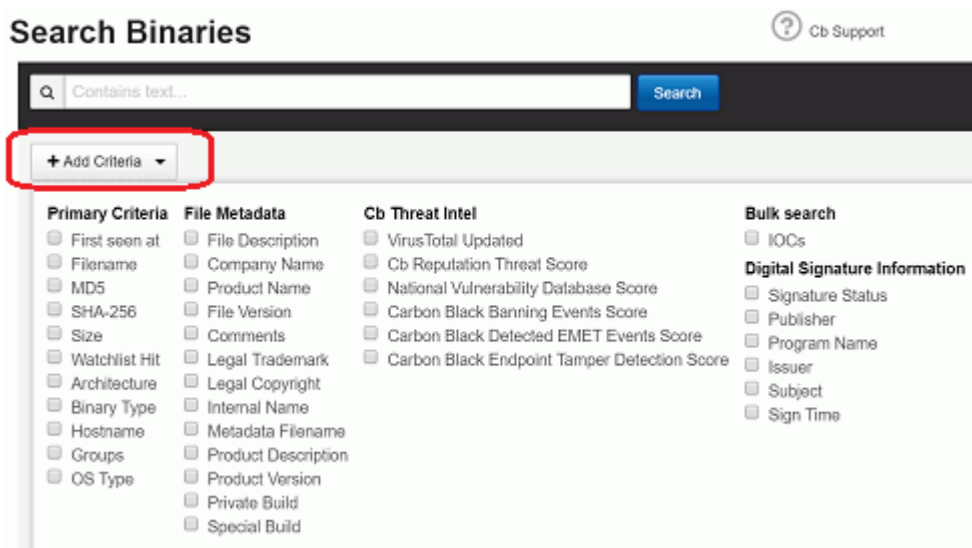 Search Binaries
? Cb Support
Contains text...
Search
+ Add Criteria
Primary Criteria
First seen at
Filename
MD5
SHA-256
Size
Watchlist Hit
Architecture
Binary Type
Hostname
Groups
OS Type
File Metadata
File Description
Company Name
Product Name
File Version
Comments
Legal Trademark
Legal Copyright
Internal Name
Metadata Filename
Product Description
Product Version
Private Build
Special Build
Cb Threat Intel
VirusTotal Updated
Cb Reputation Threat Score
National Vulnerability Database Score
Carbon Black Banning Events Score
Carbon Black Detected EMET Events Score
Carbon Black Endpoint Tamper Detection Score
Bulk search
IOCs
Digital Signature Information
Signature Status
Publisher
Program Name
Issuer
Subject
Sign Time